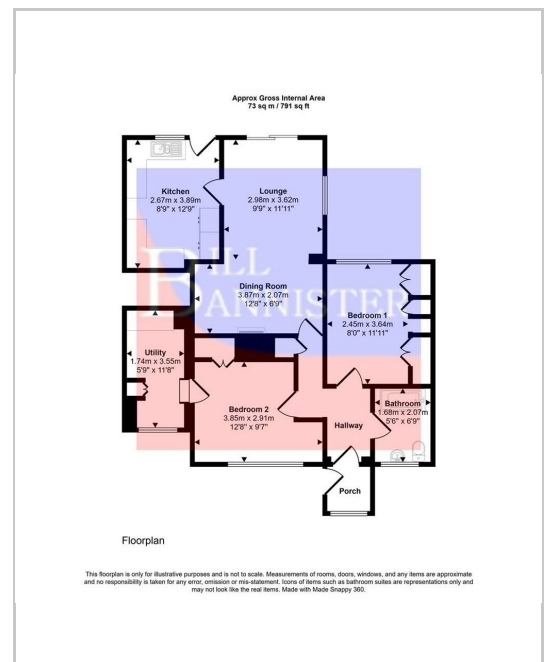 Approx Gross Internal Area
73 sq m / 791 sq ft
Kitchen
2.67m x 3.89m
8'9" x 12'9"
Lounge
2.98m x 3.62m
9'9" x 11'11"
BILL
BANNISTER
Dining Room
3.87m x 2.07m
12'8" x 6'9"
Bedroom 1
2.45m x 3.64m
8'0" x 11'11"
Utility
1.74m x 3.55m
5'9" x 11'8"
Bedroom 2
3.85m x 2.91m
12'8" x 9'7"
Bathroom
1.68m x 2.07m
5'6" x 6'9"
Hallway
Porch
Floorplan
This floorplan is only for illustrative purposes and is not to scale. Measurements of rooms, doors, windows, and any items are approximate
and no responsibility is taken for any error, omission or mis-statement. Icons of items such as bathroom suites are representations only and
may not look like the real items. Made with Made Snappy 360.